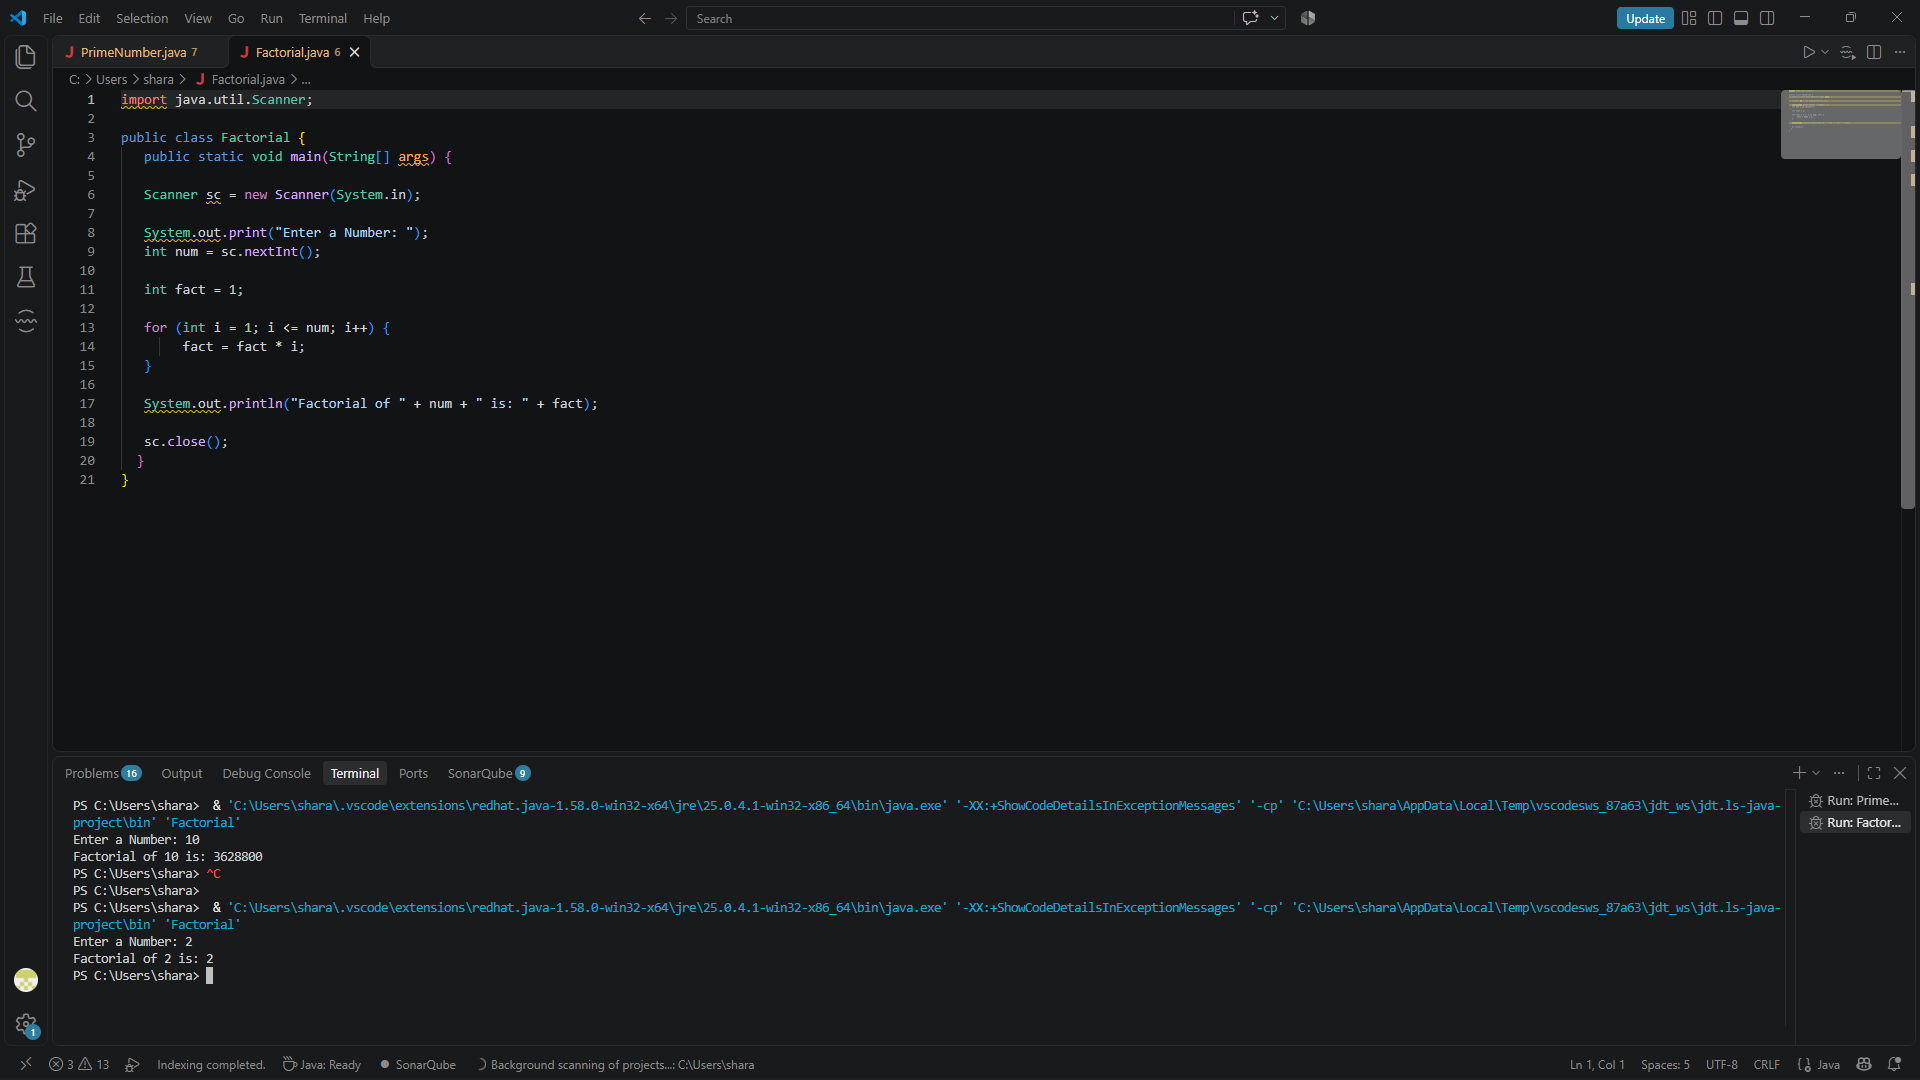 File Edit Selection View Go Run Terminal Help Search Update
PrimeNumber.java 7 Factorial.java 6
C: > Users > shara > Factorial.java > ...
1 import java.util.Scanner;
2
3 public class Factorial {
4 public static void main(String[] args) {
5
6 Scanner sc = new Scanner(System.in);
7
8 System.out.print("Enter a Number: ");
9 int num = sc.nextInt();
10
11 int fact = 1;
12
13 for (int i = 1; i <= num; i++) {
14 fact = fact * i;
15 }
16
17 System.out.println("Factorial of " + num + " is: " + fact);
18
19 sc.close();
20 }
21 }
Problems 16 Output Debug Console Terminal Ports SonarQube 9
PS C:\Users\shara> & 'C:\Users\shara\.vscode\extensions\redhat.java-1.58.0-win32-x64\jre\25.0.4.1-win32-x86_64\bin\java.exe' '-XX:+ShowCodeDetailsInExceptionMessages' '-cp' 'C:\Users\shara\AppData\Local\Temp\vscodesws_87a63\jdt_ws\jdt.ls-java-
project\bin' 'Factorial'
Enter a Number: 10
Factorial of 10 is: 3628800
PS C:\Users\shara> ^C
PS C:\Users\shara>
PS C:\Users\shara> & 'C:\Users\shara\.vscode\extensions\redhat.java-1.58.0-win32-x64\jre\25.0.4.1-win32-x86_64\bin\java.exe' '-XX:+ShowCodeDetailsInExceptionMessages' '-cp' 'C:\Users\shara\AppData\Local\Temp\vscodesws_87a63\jdt_ws\jdt.ls-java-
project\bin' 'Factorial'
Enter a Number: 2
Factorial of 2 is: 2
PS C:\Users\shara>
Run: Prime...
Run: Factor...
1
3 13 Indexing completed. Java: Ready SonarQube Background scanning of projects...: C:\Users\shara Ln 1, Col 1 Spaces: 5 UTF-8 CRLF {} Java